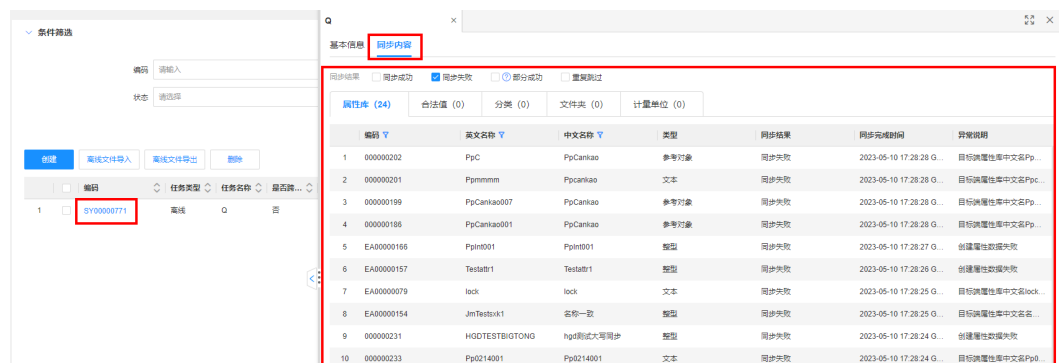 条件筛选
编码 请输入
状态 请选择
创建 离线文件导入 离线文件导出 删除
编码 任务类型 任务名称 是否跨...
1 SY00000771 离线 Q 否
Q ×
基本信息 同步内容
同步结果 同步成功 同步失败 部分成功 重复跳过
属性库（24） 合法值（0） 分类（0） 文件夹（0） 计量单位（0）
编码 英文名称 中文名称 类型 同步结果 同步完成时间 异常说明
1 000000202 PpC PpCankao 参考对象 同步失败 2023-05-10 17:28:28 G... 目标端属性库中文名Pp...
2 000000201 Ppmmmm Ppcankao 文本 同步失败 2023-05-10 17:28:28 G... 目标端属性库中文名Ppc...
3 000000199 PpCankao007 PpCankao 参考对象 同步失败 2023-05-10 17:28:28 G... 目标端属性库中文名Pp...
4 000000186 PpCankao001 PpCankao 参考对象 同步失败 2023-05-10 17:28:28 G... 目标端属性库中文名Pp...
5 EA00000166 PpInt001 PpInt001 整型 同步失败 2023-05-10 17:28:27 G... 创建属性数据失败
6 EA00000157 Testattr1 Testattr1 整型 同步失败 2023-05-10 17:28:26 G... 创建属性数据失败
7 EA00000079 lock lock 文本 同步失败 2023-05-10 17:28:25 G... 目标端属性库中文名lock...
8 EA00000154 JmTestsxk1 名称一致 整型 同步失败 2023-05-10 17:28:25 G... 目标端属性库中文名名...
9 000000231 HGDTESTBIGTONG hgd测试大写同步 整型 同步失败 2023-05-10 17:28:24 G... 创建属性数据失败
10 000000233 Pp0214001 Pp0214001 文本 同步失败 2023-05-10 17:28:24 G... 目标端属性库中文名Pp0...